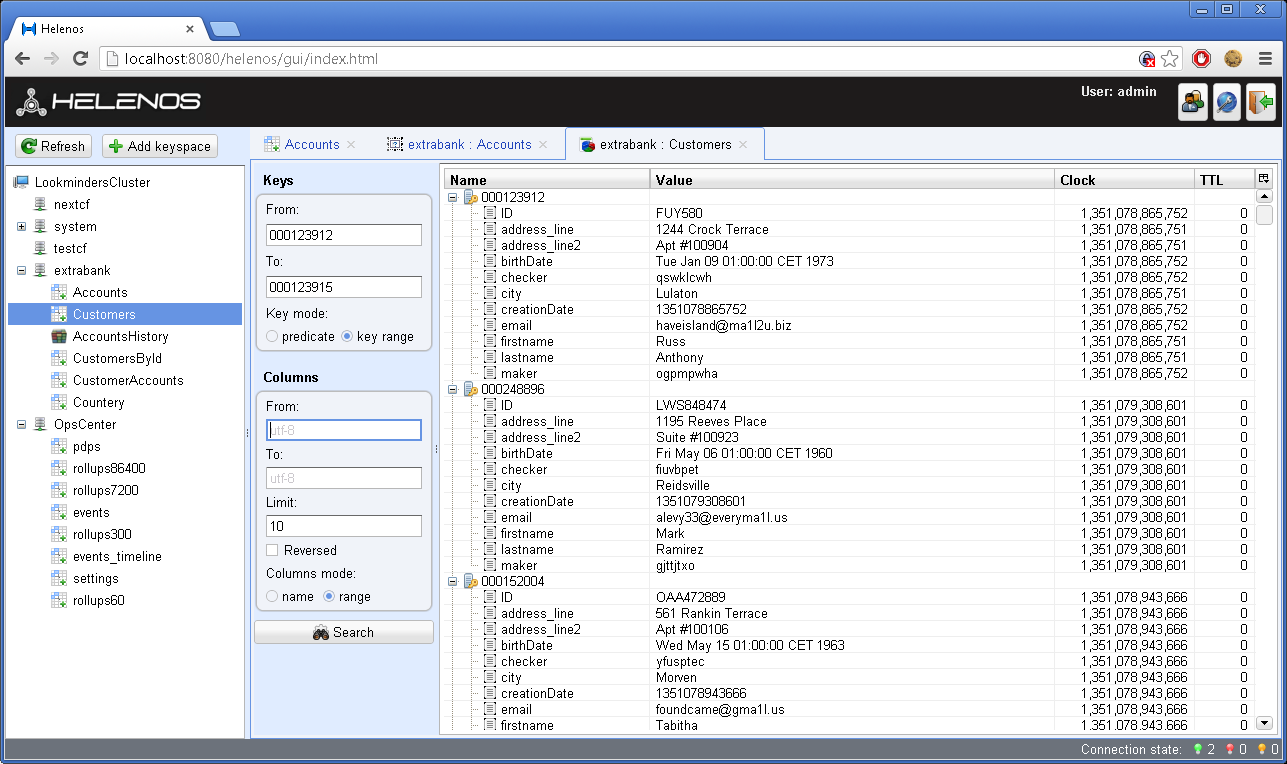 Helenos
localhost:8080/helenos/gui/index.html
HELENOS
User: admin
Refresh
Add keyspace
Accounts
extrabank : Accounts
extrabank : Customers
LookmindersCluster
nextcf
system
testcf
extrabank
Accounts
Customers
AccountsHistory
CustomersById
CustomerAccounts
Countery
OpsCenter
pdps
rollups86400
rollups7200
events
rollups300
events_timeline
settings
rollups60
Keys
From:
000123912
To:
000123915
Key mode:
predicate key range
Columns
From:
utf-8
To:
utf-8
Limit:
10
Reversed
Columns mode:
name range
Search
Name Value Clock TTL
000123912
ID FUY580 1,351,078,865,752 0
address_line 1244 Crock Terrace 1,351,078,865,751 0
address_line2 Apt #100904 1,351,078,865,751 0
birthDate Tue Jan 09 01:00:00 CET 1973 1,351,078,865,752 0
checker qswklcwh 1,351,078,865,752 0
city Lulaton 1,351,078,865,751 0
creationDate 1351078865752 1,351,078,865,752 0
email 1,351,078,865,752 0
firstname Russ 1,351,078,865,751 0
lastname Anthony 1,351,078,865,751 0
maker ogpmpwha 1,351,078,865,752 0
000248896
ID LWS848474 1,351,079,308,601 0
address_line 1195 Reeves Place 1,351,079,308,601 0
address_line2 Suite #100923 1,351,079,308,601 0
birthDate Fri May 06 01:00:00 CET 1960 1,351,079,308,601 0
checker fiuvbpet 1,351,079,308,601 0
city Reidsville 1,351,079,308,601 0
creationDate 1351079308601 1,351,079,308,601 0
email 1,351,079,308,601 0
firstname Mark 1,351,079,308,601 0
lastname Ramirez 1,351,079,308,601 0
maker gjttjtxo 1,351,079,308,601 0
000152004
ID OAA472889 1,351,078,943,666 0
address_line 561 Rankin Terrace 1,351,078,943,666 0
address_line2 Apt #100106 1,351,078,943,666 0
birthDate Wed May 15 01:00:00 CET 1963 1,351,078,943,666 0
checker yfusptec 1,351,078,943,666 0
city Morven 1,351,078,943,666 0
creationDate 1351078943666 1,351,078,943,666 0
email foundcame@gma1l.us 1,351,078,943,666 0
firstname Tabitha 1,351,078,943,666 0
Connection state: 2 0 0